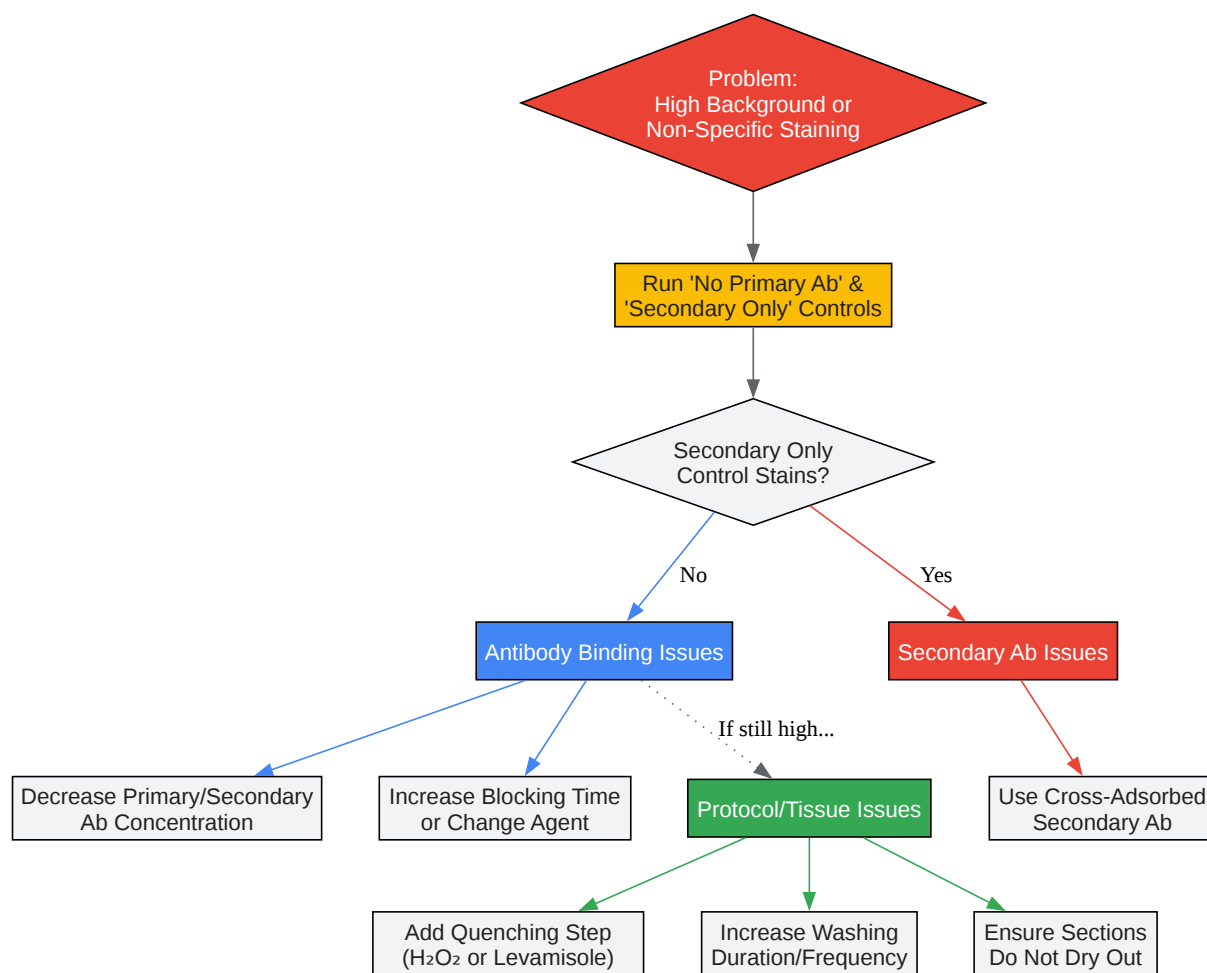 Problem:
High Background or
Non-Specific Staining
Run 'No Primary Ab' &
'Secondary Only' Controls
Secondary Only
Control Stains?
No
Yes
Antibody Binding Issues
Secondary Ab Issues
If still high...
Decrease Primary/Secondary
Ab Concentration
Increase Blocking Time
or Change Agent
Protocol/Tissue Issues
Use Cross-Adsorbed
Secondary Ab
Add Quenching Step
(H₂O₂ or Levamisole)
Increase Washing
Duration/Frequency
Ensure Sections
Do Not Dry Out